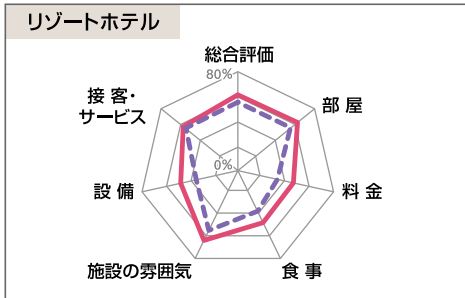 リゾートホテル
総合評価
80%
接 客・
サービス
部 屋
0%
設 備
料 金
施設の雰囲気
食 事